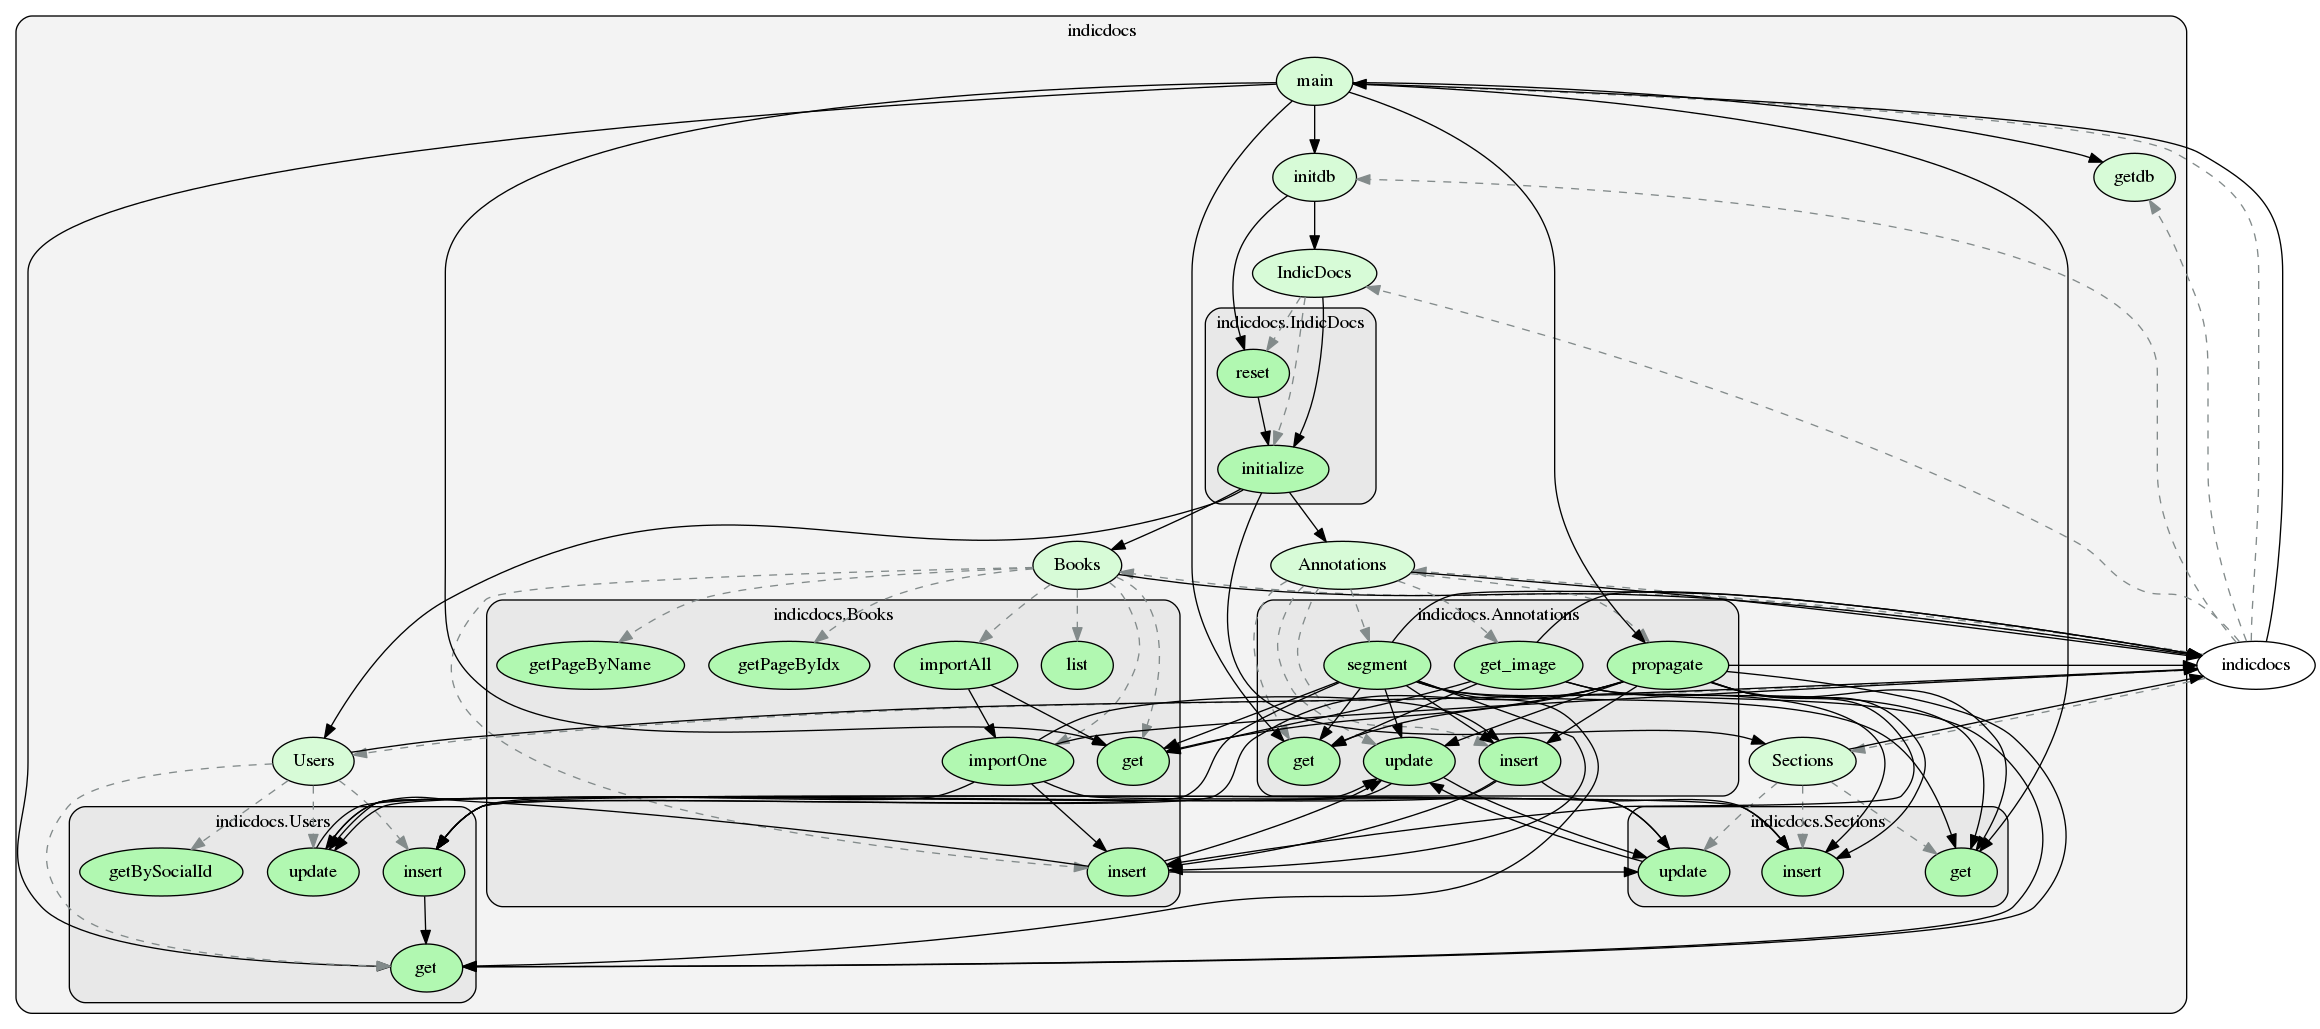 indicdocs
main
initdb
getdb
IndicDocs
indicdocs.IndicDocs
reset
initialize
Books
Annotations
indicdocs.Books
indicdocs.Annotations
getPageByName
getPageByIdx
importAll
list
segment
get_image
propagate
indicdocs
Users
importOne
get
get
update
insert
Sections
indicdocs.Users
indicdocs.Sections
getBySocialId
update
insert
insert
update
insert
get
get